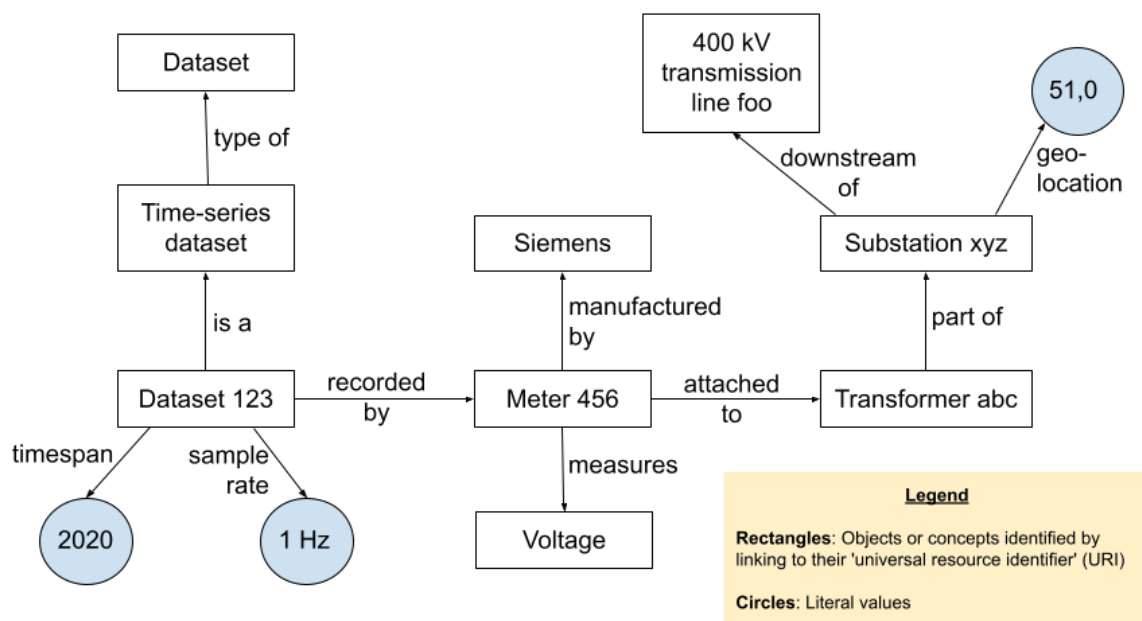 Dataset
type of
Time-series
dataset
is a
Dataset 123
timespan
2020
sample
rate
1 Hz
recorded
by
Meter 456
manufactured
by
Siemens
measures
Voltage
attached
to
Transformer abc
part of
Substation xyz
downstream
of
400 kV
transmission
line foo
geo-
location
51,0
Legend
Rectangles: Objects or concepts identified by
linking to their 'universal resource identifier' (URI)
Circles: Literal values